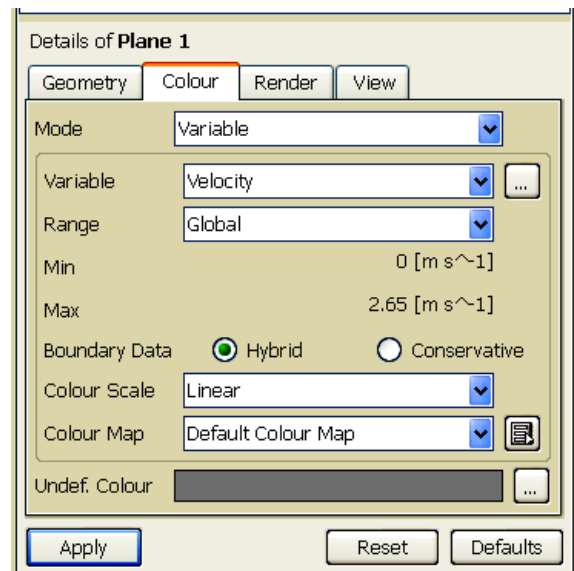 Details of Plane 1
Geometry Colour Render View
Mode Variable
Variable Velocity ...
Range Global
Min 0 [m s^-1]
Max 2.65 [m s^-1]
Boundary Data Hybrid Conservative
Colour Scale Linear
Colour Map Default Colour Map
Undef. Colour ...
Apply Reset Defaults